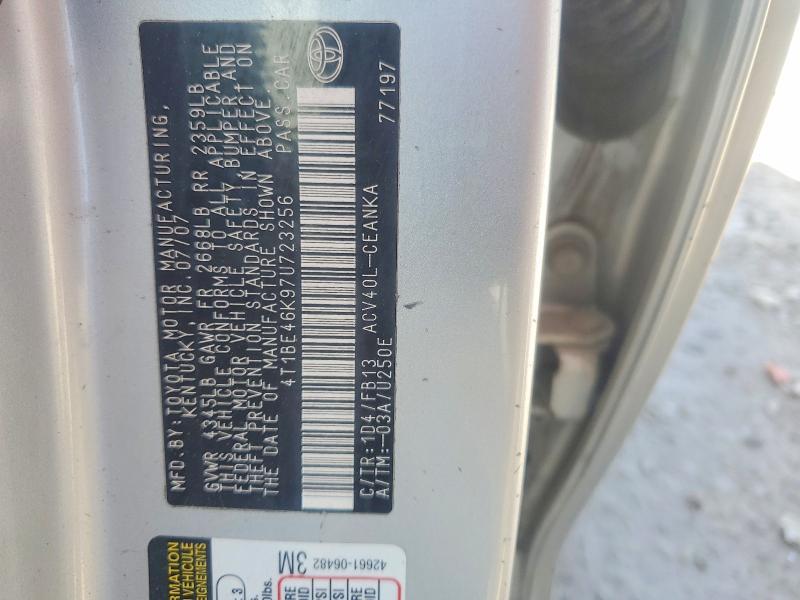 MFD.BY: TOYOTA MOTOR MANUFACTURING,
KENTUCKY, INC. 07/07
GVWR 4345LB GAWR FR 2668LB RR 2359LB
THIS VEHICLE CONFORMS TO ALL APPLICABLE
FEDERAL MOTOR VEHICLE SAFETY, BUMPER, AND
THEFT PREVENTION STANDARDS IN EFFECT ON
THE DATE OF MANUFACTURE SHOWN ABOVE.
4T1BE46K97U723256 PASS.CAR
C/TR: 1D4/FB13 ACV40L-CEANKA
A/TM: -03A/U250E 77197
42661-06482
3M